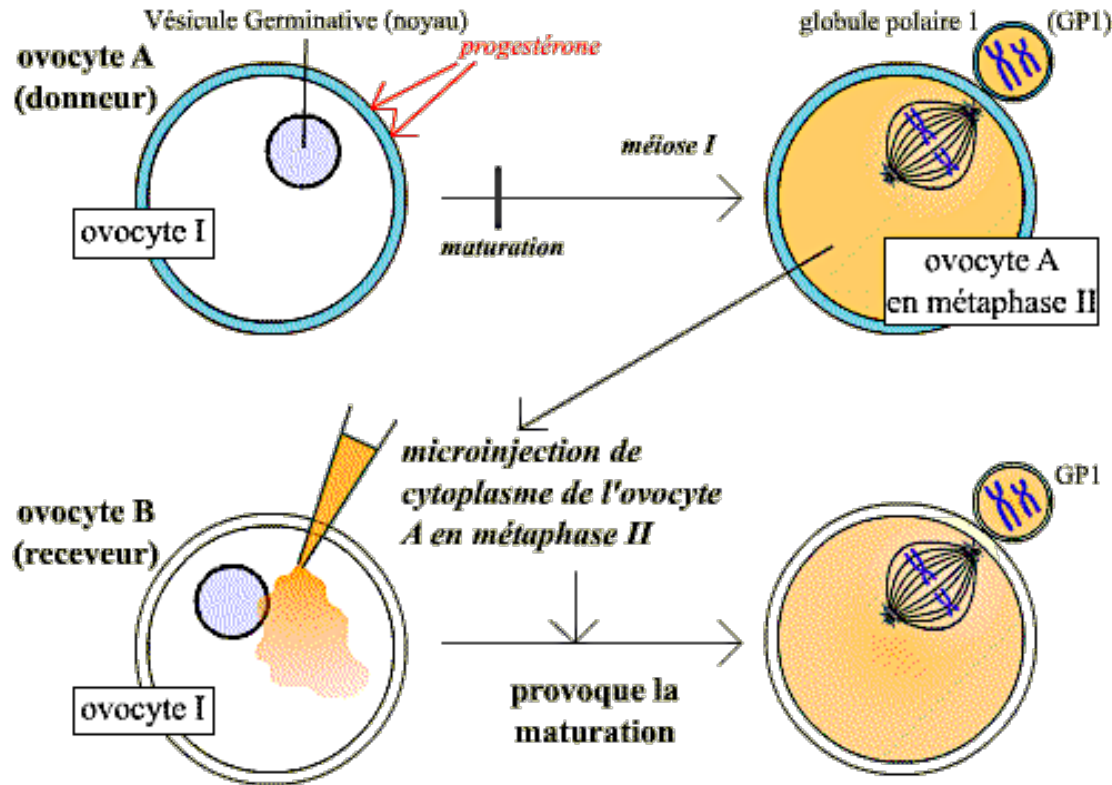 Vésicule Germinative (noyau)
globule polaire 1
(GP1)
ovocyte A
(donneur)
progestérone
méiose I
ovocyte I
maturation
ovocyte A
en métaphase II
microinjection de
cytoplasme de l'ovocyte
A en métaphase II
GP1
ovocyte B
(receveur)
ovocyte I
provoque la
maturation